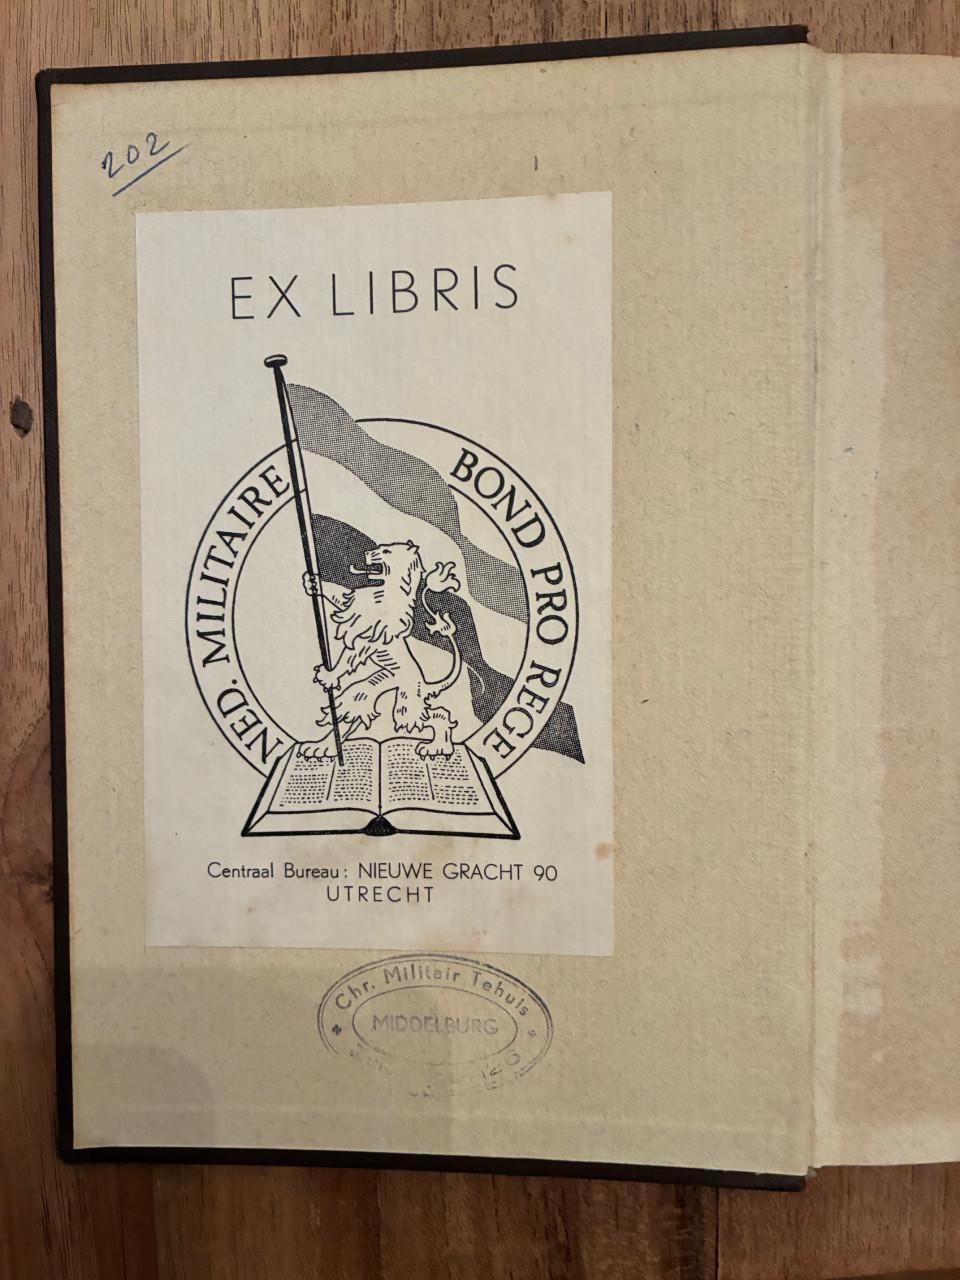 202
EX LIBRIS
NED. MILITAIRE BOND PRO REGE
Centraal Bureau: NIEUWE GRACHT 90
UTRECHT
Chr. Militair Tehuis
MIDDELBURG